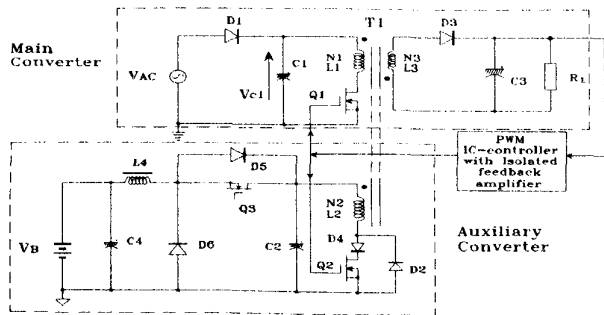 Main
Converter
D1
T1
D3
VAC
C1
Vc1
N1
L1
N3
L3
Q1
C3
RL
PWM
IC-controller
with Isolated
feedback
amplifier
L4
D5
Q3
N2
L2
VB
C4
D6
C2
D4
Q2
D2
Auxiliary
Converter